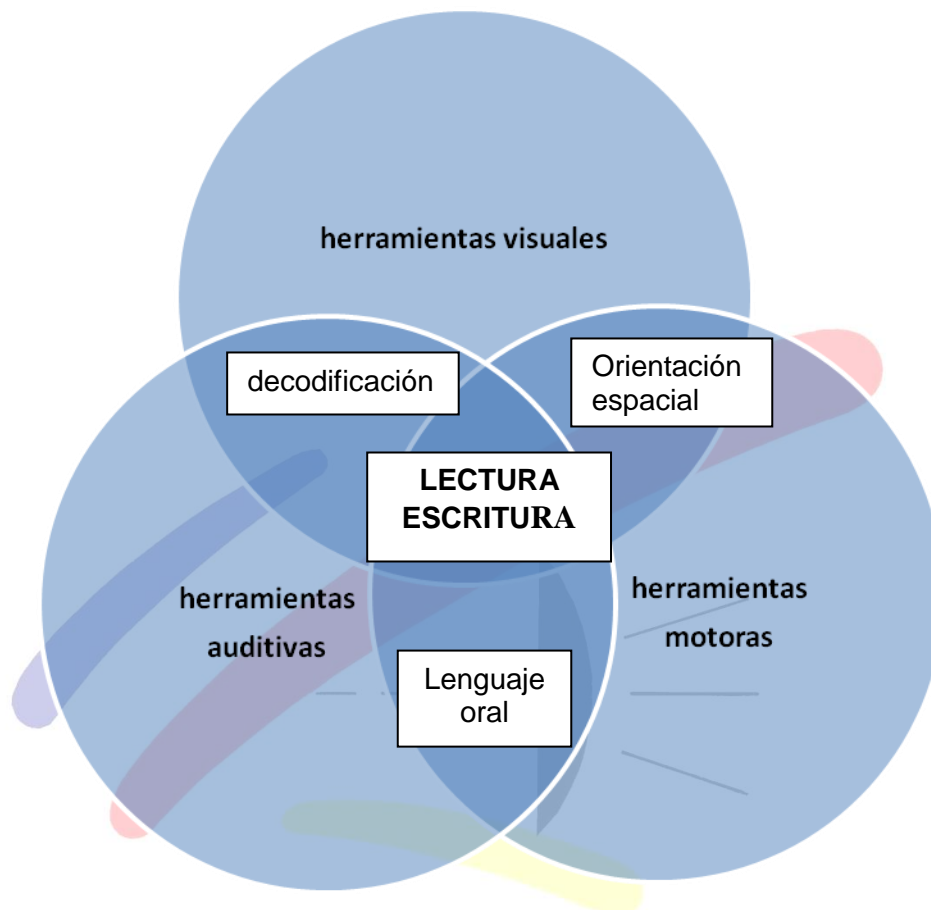 herramientas visuales
decodificación
Orientación
espacial
LECTURA
ESCRITURA
herramientas
auditivas
herramientas
motoras
Lenguaje
oral